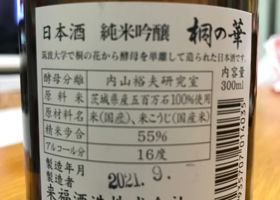 日本酒 純米吟醸 桐の華
筑波大学で桐の花から酵母を単離して造られた日本酒です。
酵母分離 内山裕夫研究室
原料米 茨城県産五百万石100%使用
原材料名 米(国産)、米こうじ(国産米)
精米歩合 55%
アルコール分 16度
内容量 300ml
製造年月 2021.9.
製造者
来福酒造株式会社
4935707014035